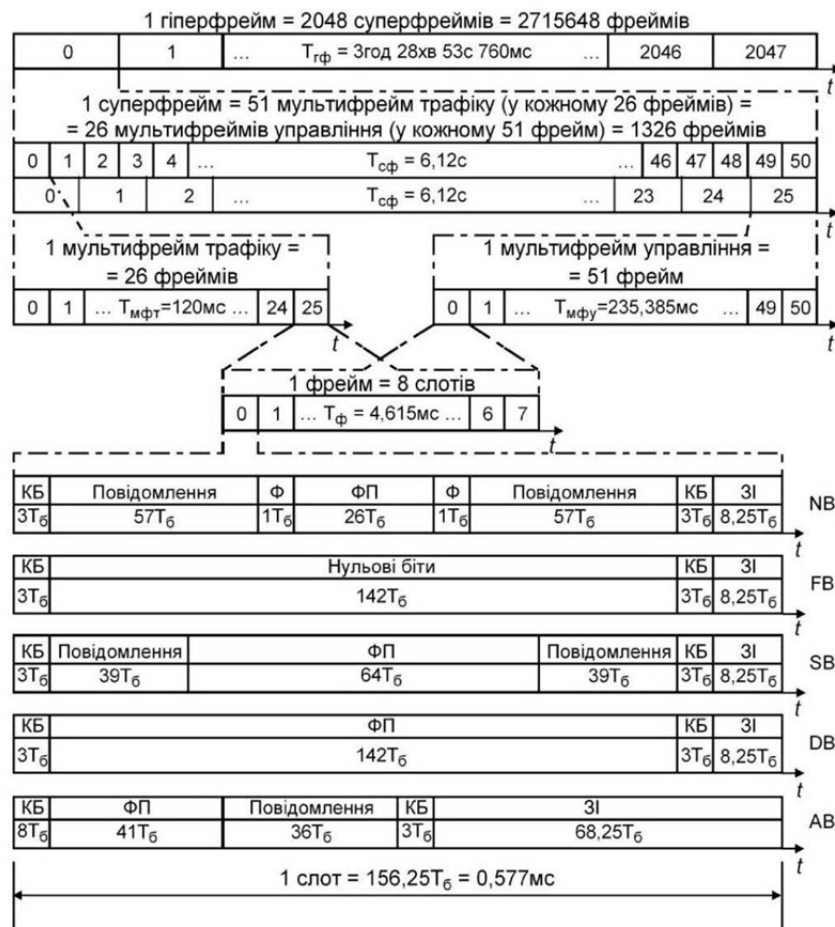 1 гіперфрейм = 2048 суперфреймів = 2715648 фреймів
0 1 ... Tгф = 3год 28хв 53с 760мс ... 2046 2047
t
1 суперфрейм = 51 мультифрейм трафіку (у кожному 26 фреймів) =
= 26 мультифреймів управління (у кожному 51 фрейм) = 1326 фреймів
0 1 2 3 4 ... Tсф = 6,12с ... 46 47 48 49 50
0 1 2 ... Tсф = 6,12с ... 23 24 25
t
1 мультифрейм трафіку =
= 26 фреймів
0 1 ... Tмфт=120мс ... 24 25
t
1 мультифрейм управління =
= 51 фрейм
0 1 ... Tмфу=235,385мс ... 49 50
t
1 фрейм = 8 слотів
0 1 ... Tф = 4,615мс ... 6 7
t
КБ Повідомлення Ф ФП Ф Повідомлення КБ ЗІ NB
3Tб 57Tб 1Tб 26Tб 1Tб 57Tб 3Tб 8,25Tб
t
КБ Нульові біти КБ ЗІ FB
3Tб 142Tб 3Tб 8,25Tб
t
КБ Повідомлення ФП Повідомлення КБ ЗІ SB
3Tб 39Tб 64Tб 39Tб 3Tб 8,25Tб
t
КБ ФП КБ ЗІ DB
3Tб 142Tб 3Tб 8,25Tб
t
КБ ФП Повідомлення КБ ЗІ AB
8Tб 41Tб 36Tб 3Tб 68,25Tб
t
1 слот = 156,25Tб = 0,577мс